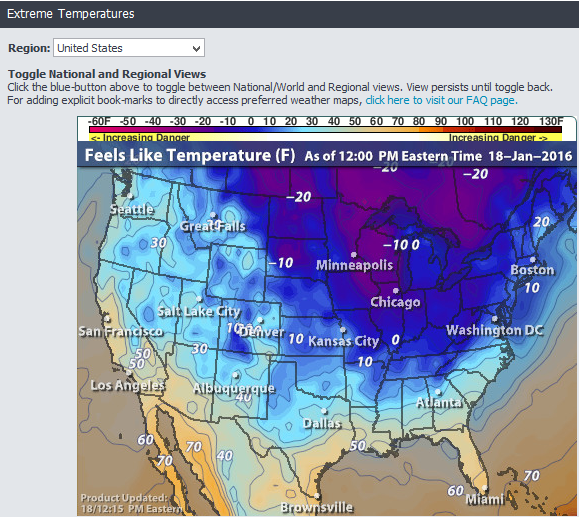 Extreme Temperatures
Region: United States
Toggle National and Regional Views
Click the blue-button above to toggle between National/World and Regional views. View persists until toggle back.
For adding explicit book-marks to directly access preferred weather maps, click here to visit our FAQ page.
-60F -50 -40 -30 -20 -10 0 10 20 30 40 50 60 70 80 90 100 110 120 130F
<- Increasing Danger Increasing Danger ->
Feels Like Temperature (F) As of 12:00 PM Eastern Time 18-Jan-2016
-20
-20
-20
Seattle
Great Falls
20
30
-10 0
-10
Minneapolis
Boston
10
Chicago
Salt Lake City
San Francisco
Denver
10
Kansas City
0
Washington DC
50
50
30
10
Los Angeles
Albuquerque
40
Atlanta
Dallas
60
70
40
50
70
60
Miami
Product Updated:
18/12:15 PM Eastern
Brownsville